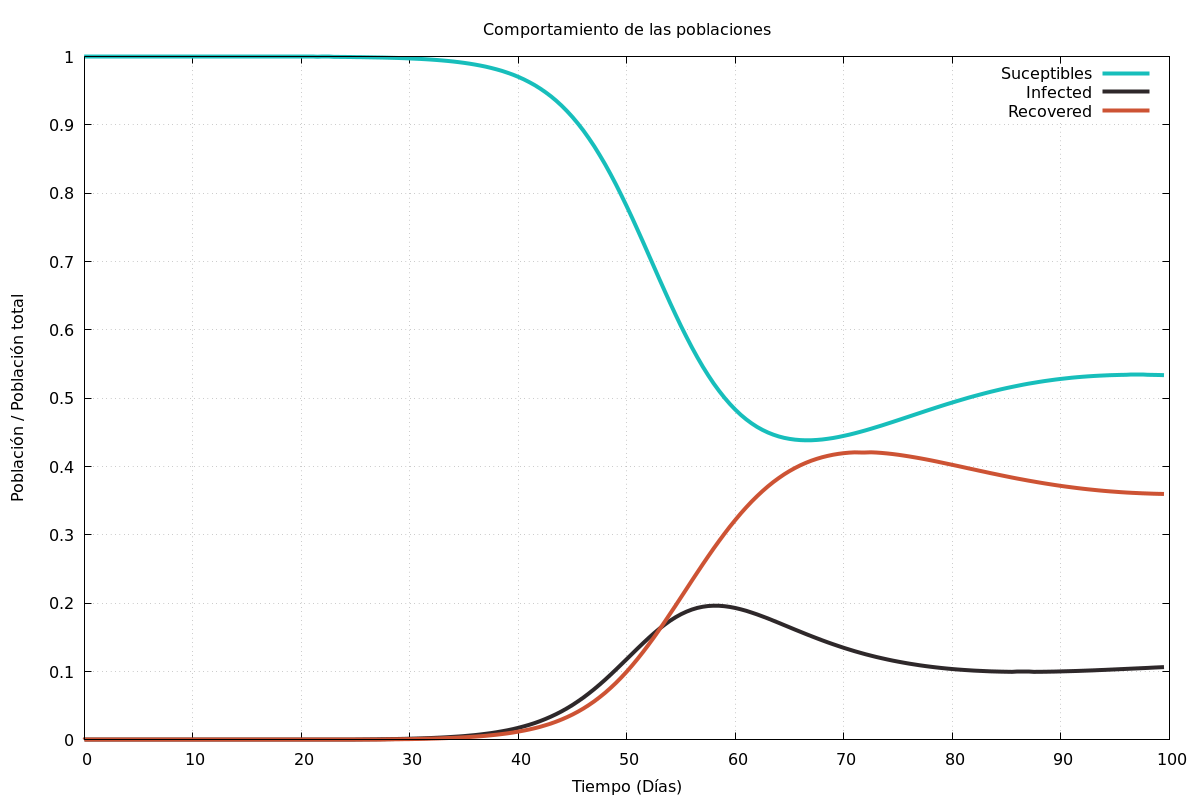 Comportamiento de las poblaciones
1
0.9
0.8
0.7
0.6
0.5
0.4
0.3
0.2
0.1
0
Población / Población total
Suceptibles
Infected
Recovered
0 10 20 30 40 50 60 70 80 90 100
Tiempo (Días)